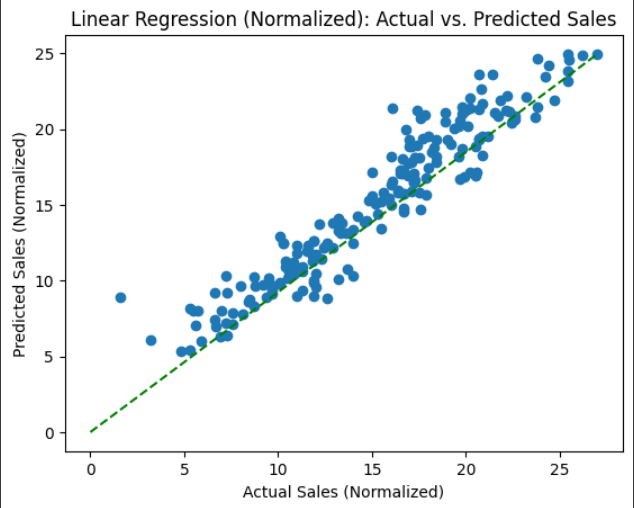 Linear Regression (Normalized): Actual vs. Predicted Sales
25
20
15
10
5
0
Predicted Sales (Normalized)
0 5 10 15 20 25
Actual Sales (Normalized)